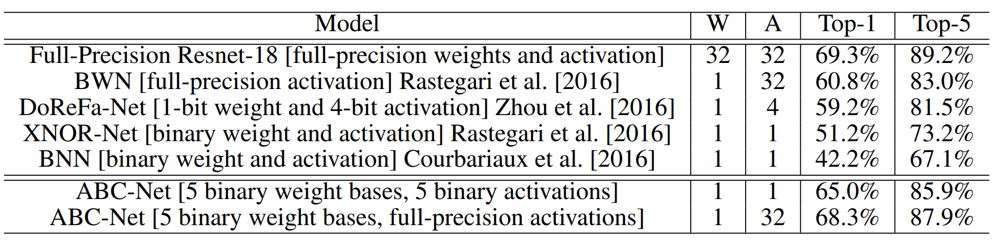 Model W A Top-1 Top-5
Full-Precision Resnet-18 [full-precision weights and activation] 32 32 69.3% 89.2%
BWN [full-precision activation] Rastegari et al. [2016] 1 32 60.8% 83.0%
DoReFa-Net [1-bit weight and 4-bit activation] Zhou et al. [2016] 1 4 59.2% 81.5%
XNOR-Net [binary weight and activation] Rastegari et al. [2016] 1 1 51.2% 73.2%
BNN [binary weight and activation] Courbariaux et al. [2016] 1 1 42.2% 67.1%
ABC-Net [5 binary weight bases, 5 binary activations] 1 1 65.0% 85.9%
ABC-Net [5 binary weight bases, full-precision activations] 1 32 68.3% 87.9%